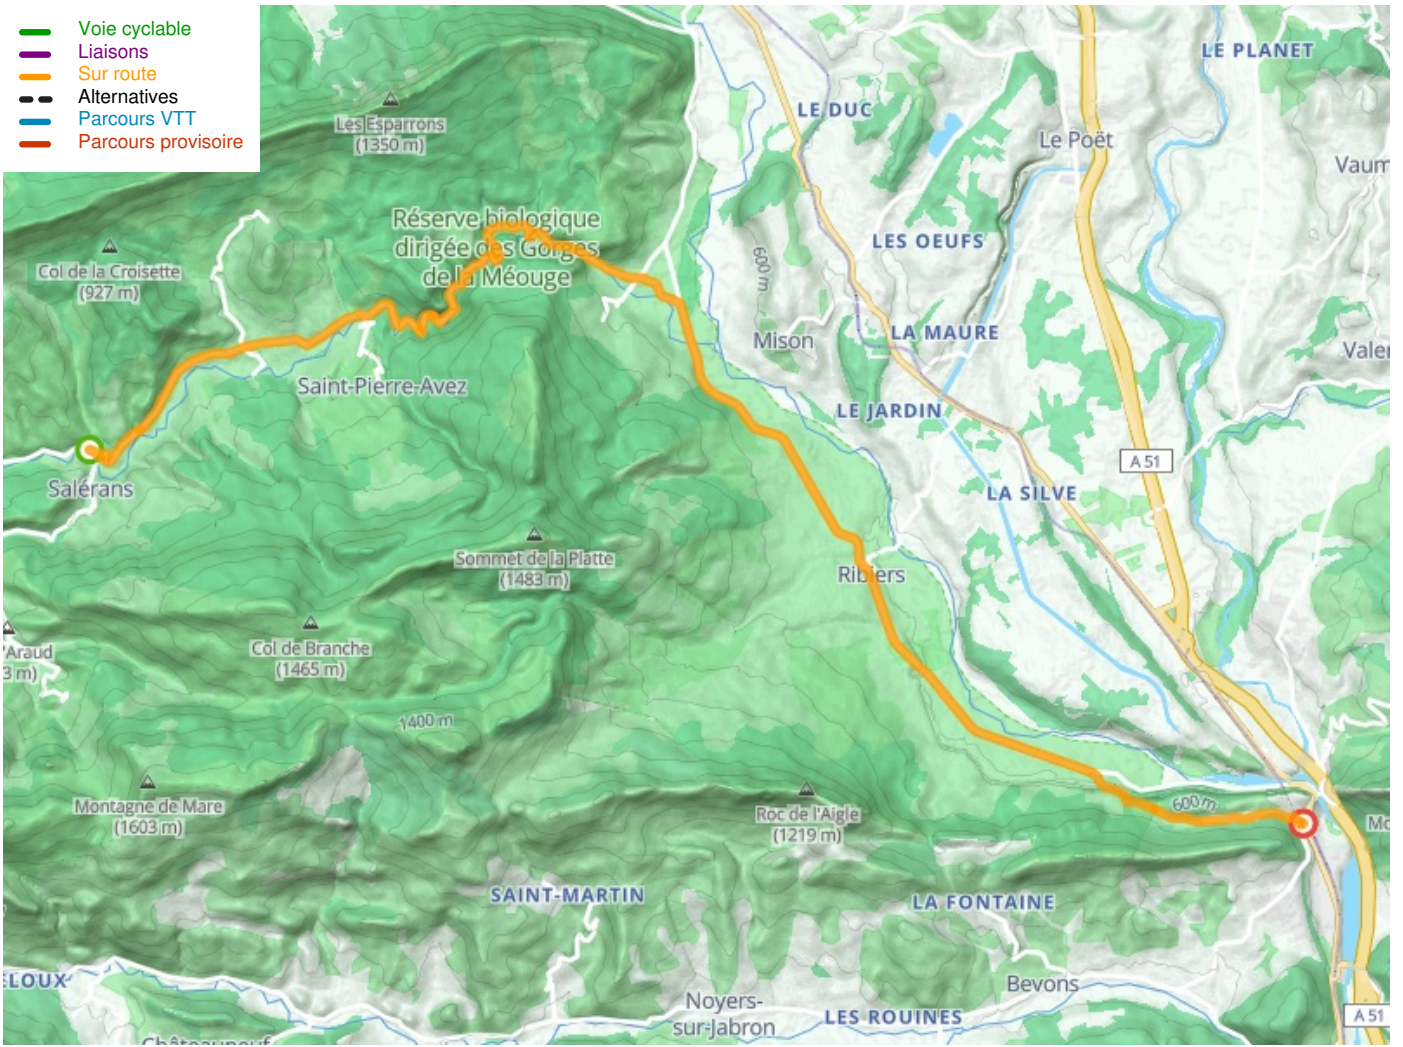 Voie cyclable
Liaisons
Sur route
Alternatives
Parcours VTT
Parcours provisoire
LE PLANET
LE DUC
Les Esparrons
(1350 m)
Le Poët
Vaum
Réserve biologique
dirigée des Gorges
de la Méouge
LES OEUFS
600 m
Col de la Croisette
(927 m)
LA MAURE
Mison
Valer
Saint-Pierre-Avez
LE JARDIN
A 51
Salérans
LA SILVE
Sommet de la Platte
(1483 m)
Ribiers
Col de Branche
(1465 m)
'Araud
3 m)
1400 m
Montagne de Mare
(1603 m)
Roc de l'Aigle
(1219 m)
600 m
Mo
SAINT-MARTIN
LA FONTAINE
ELOUX
Bevons
Noyers-
sur-Jabron
LES ROUINES
A 51
Châteauneuf